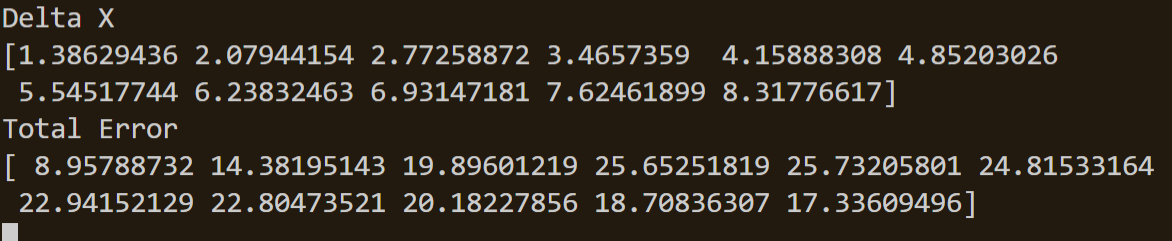 Delta X
[1.38629436 2.07944154 2.77258872 3.4657359  4.15888308 4.85203026
 5.54517744 6.23832463 6.93147181 7.62461899 8.31776617]
Total Error
[ 8.95788732 14.38195143 19.89601219 25.65251819 25.73205801 24.81533164
 22.94152129 22.80473521 20.18227856 18.70836307 17.33609496]